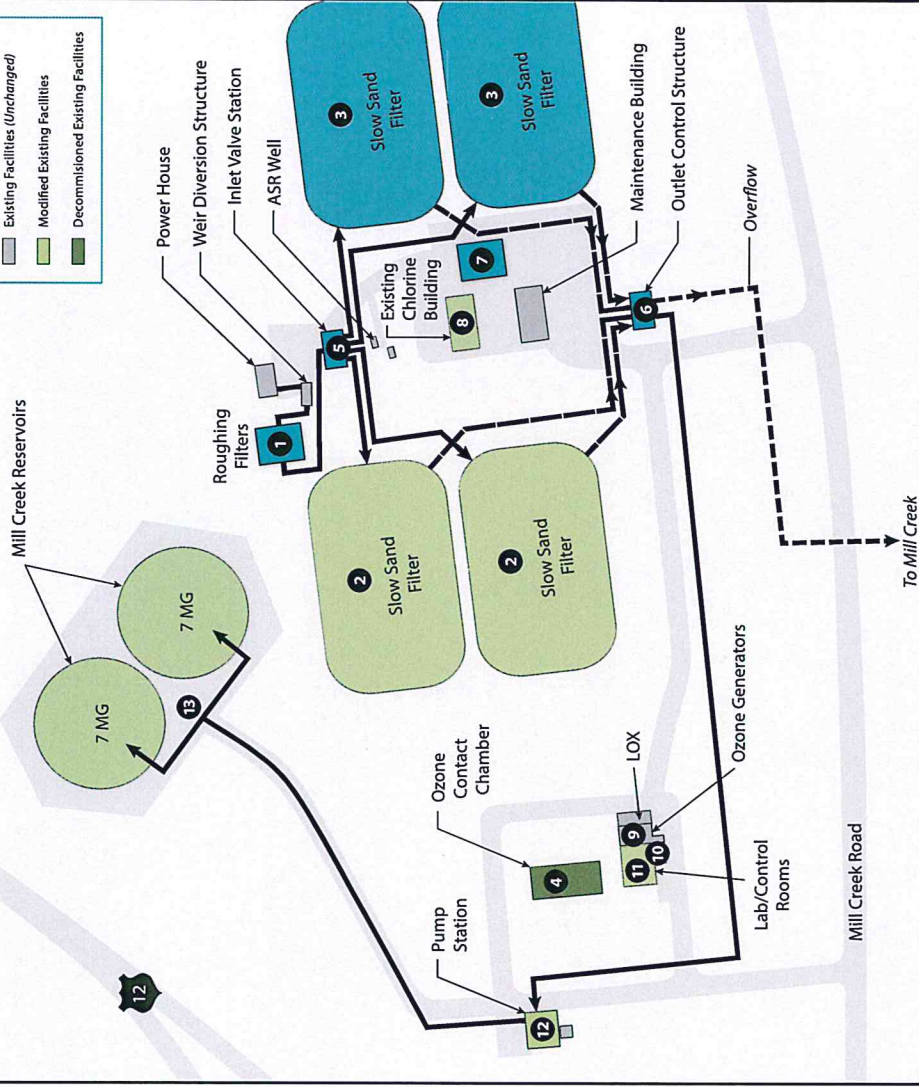 Existing Facilities (Unchanged)
Modified Existing Facilities
Decommisioned Existing Facilities
12
Mill Creek Reservoirs
7 MG
7 MG
13
Power House
Weir Diversion Structure
Inlet Valve Station
ASR Well
Roughing
Filters
1
5
3
Slow Sand
Filter
3
Slow Sand
Filter
Existing
Chlorine
Building
8
7
2
Slow Sand
Filter
2
Slow Sand
Filter
Maintenance Building
Outlet Control Structure
6
Overflow
Pump
Station
12
Ozone
Contact
Chamber
4
LOX
9
10
11
Ozone Generators
Lab/Control
Rooms
Mill Creek Road
To Mill Creek